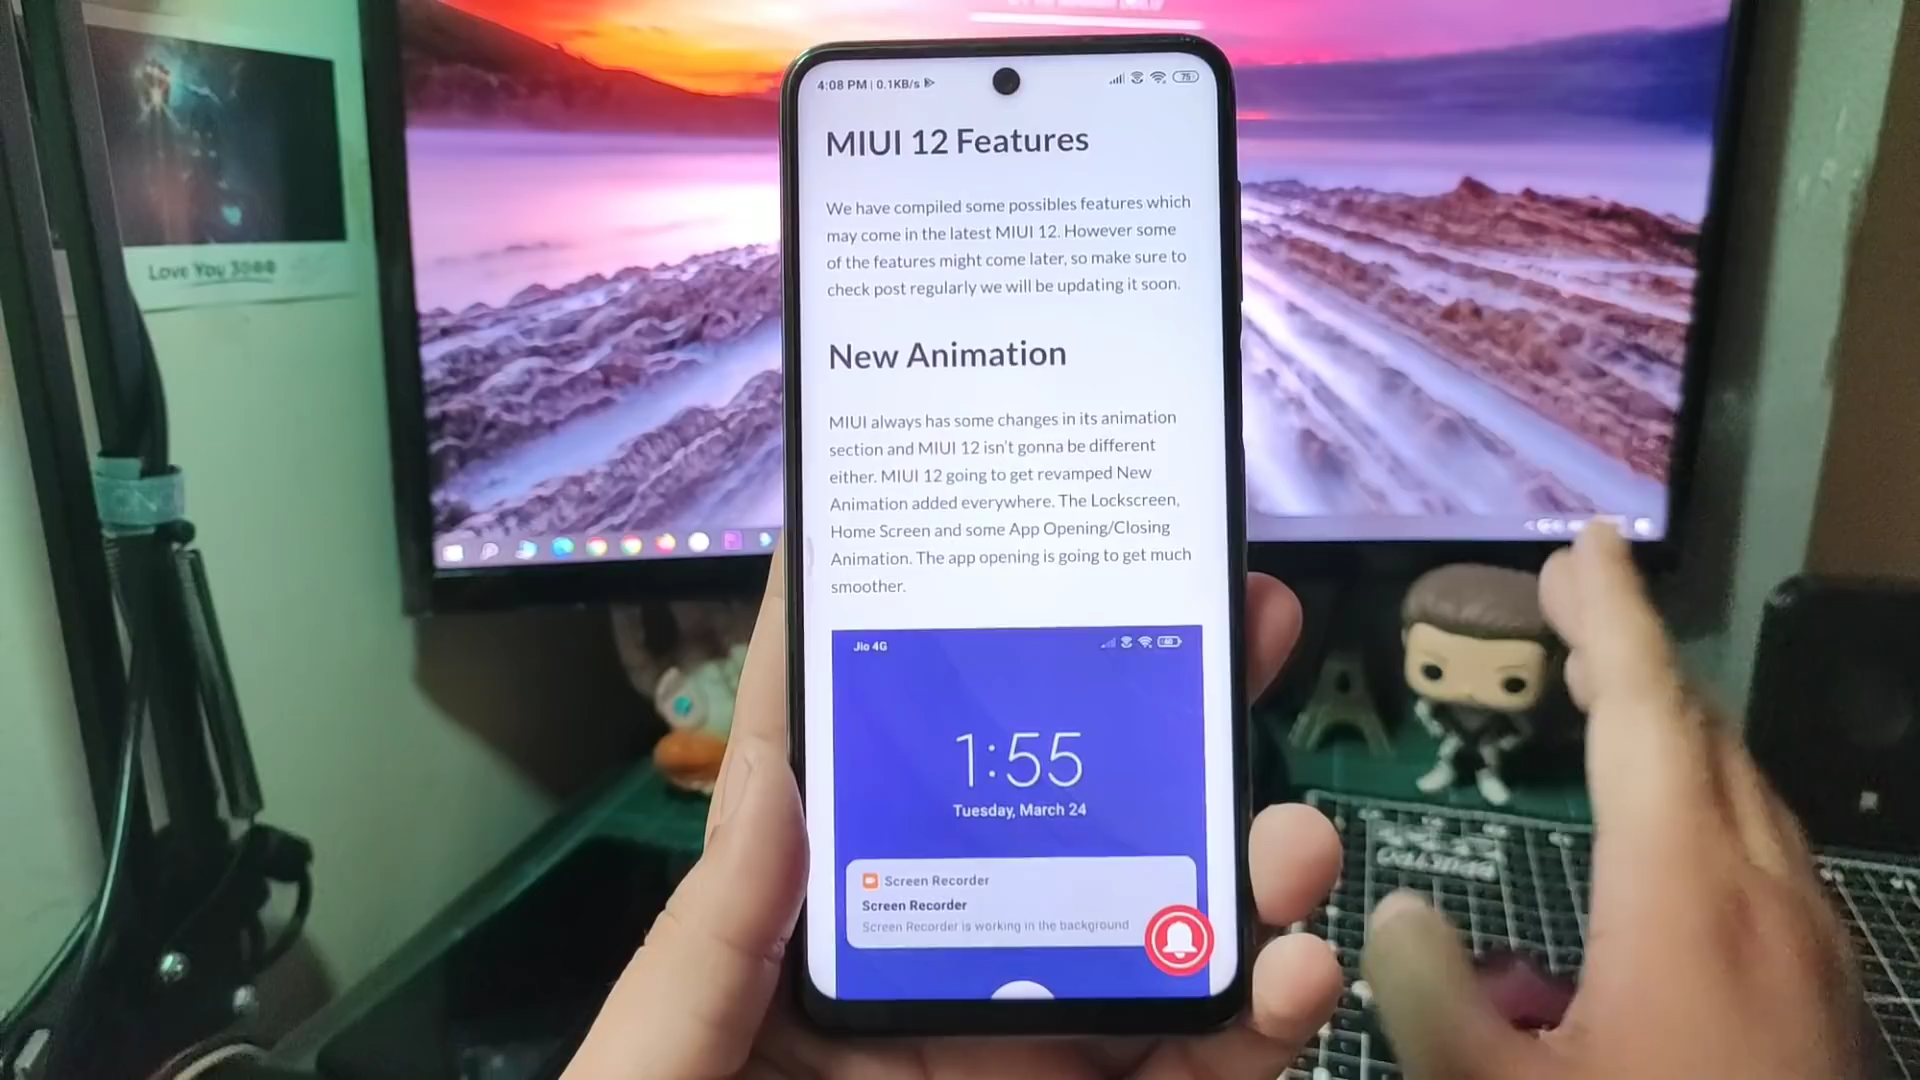 Love You 3000
4:08 PM | 0.1KB/s
75
MIUI 12 Features
We have compiled some possibles features which
may come in the latest MIUI 12. However some
of the features might come later, so make sure to
check post regularly we will be updating it soon.
New Animation
MIUI always has some changes in its animation
section and MIUI 12 isn't gonna be different
either. MIUI 12 going to get revamped New
Animation added everywhere. The Lockscreen,
Home Screen and some App Opening/Closing
Animation. The app opening is going to get much
smoother.
Jio 4G
60
1:55
Tuesday, March 24
Screen Recorder
Screen Recorder
Screen Recorder is working in the background